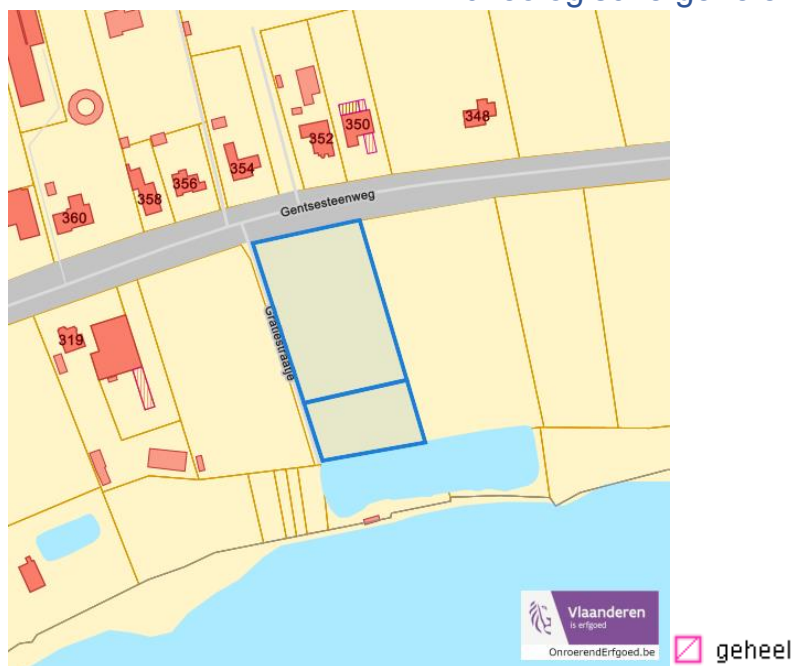 348
350
352
354
356
358
360
Gentsesteenweg
Gratiestraatje
319
Vlaanderen
is erfgoed
OnroerendErfgoed.be
geheel